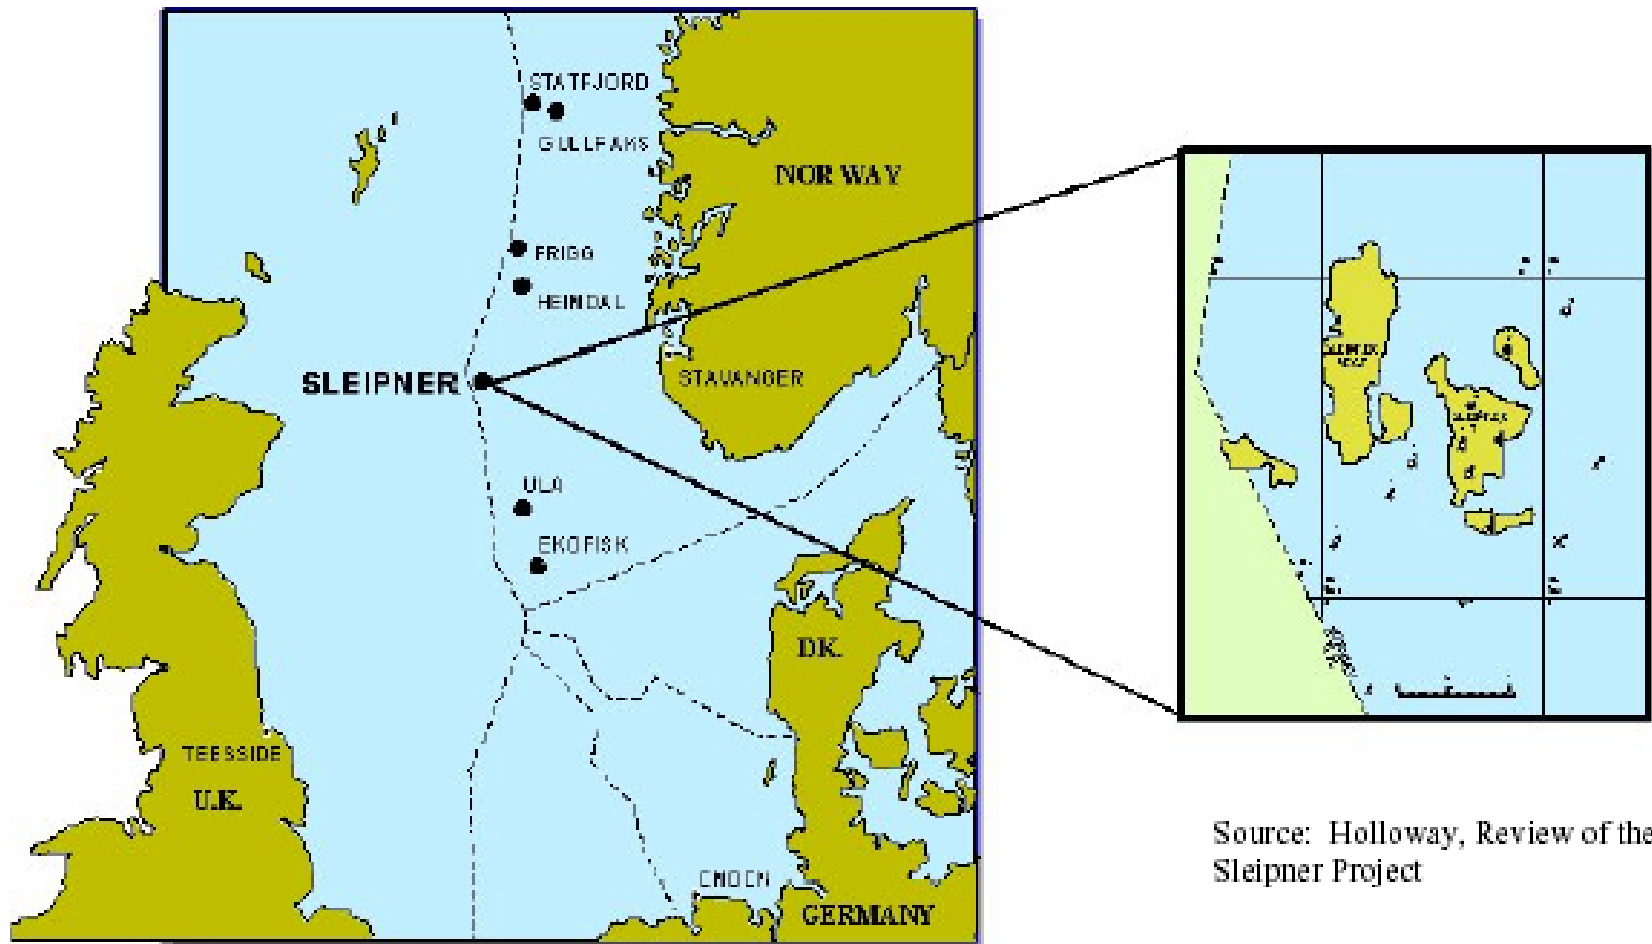 STATFJORD
GULLFAKS
NORWAY
FRIGG
HEIMDAL
SLEIPNER
STAVANGER
ULA
EKOFISK
DK.
TEESSIDE
U.K.
EMDEN
GERMANY
SLEIPNER
Source: Holloway, Review of the
Sleipner Project